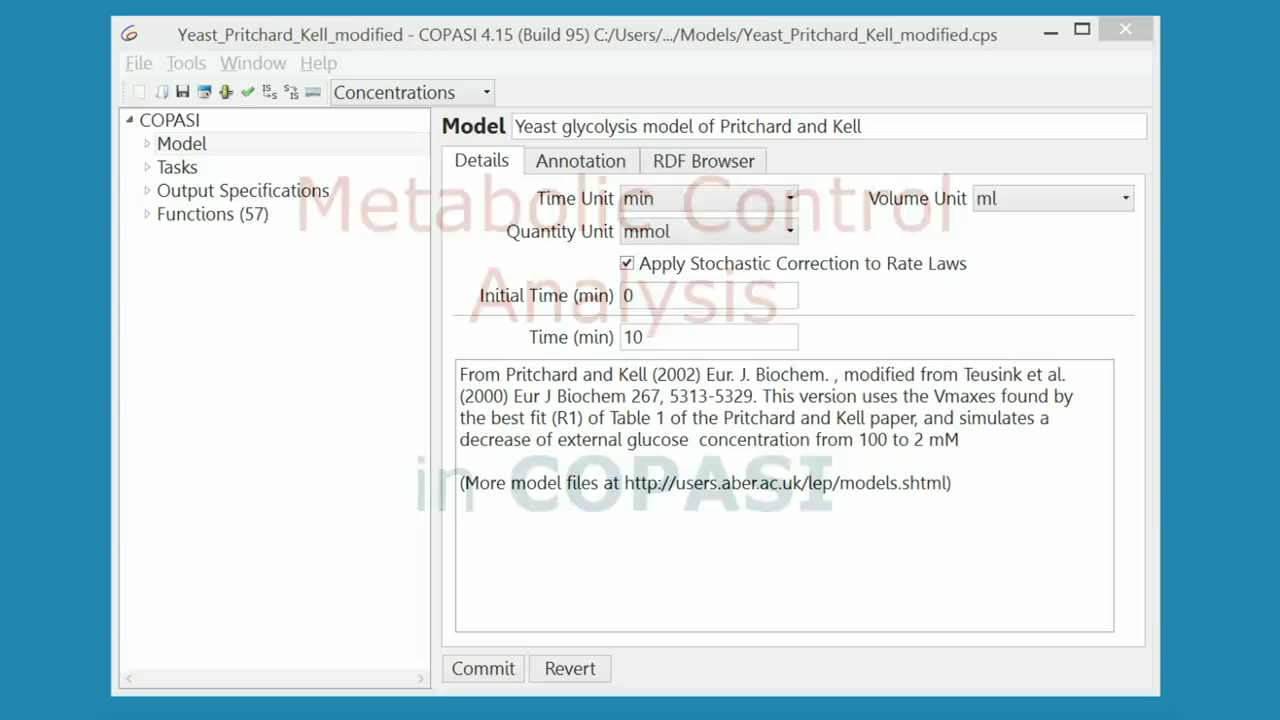 Yeast_Pritchard_Kell_modified - COPASI 4.15 (Build 95) C:/Users/.../Models/Yeast_Pritchard_Kell_modified.cps
File Tools Window Help
Concentrations
COPASI
Model
Tasks
Output Specifications
Functions (57)
Model Yeast glycolysis model of Pritchard and Kell
Details Annotation RDF Browser
Time Unit min Volume Unit ml
Quantity Unit mmol
Apply Stochastic Correction to Rate Laws
Initial Time (min) 0
Time (min) 10
From Pritchard and Kell (2002) Eur. J. Biochem. , modified from Teusink et al.
(2000) Eur J Biochem 267, 5313-5329. This version uses the Vmaxes found by
the best fit (R1) of Table 1 of the Pritchard and Kell paper, and simulates a
decrease of external glucose  concentration from 100 to 2 mM
(More model files at http://users.aber.ac.uk/lep/models.shtml)
Commit Revert
Metabolic Control
Analysis
in COPASI